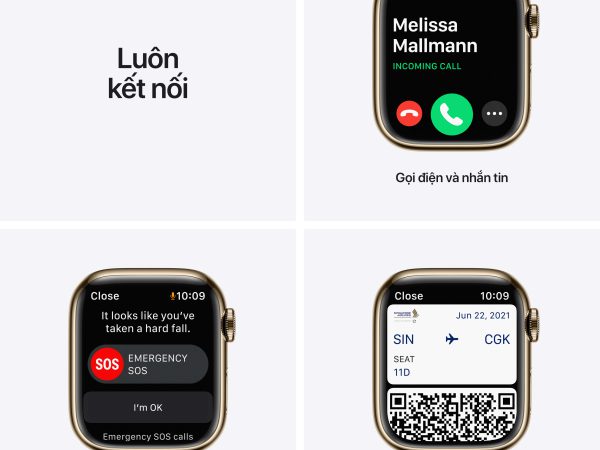 Luôn
kết nối
Melissa
Mallmann
INCOMING CALL
Gọi điện và nhắn tin
Close 10:09
It looks like you've
taken a hard fall.
SOS EMERGENCY
SOS
I'm OK
Emergency SOS calls
Close 10:09
Jun 22, 2021
SIN CGK
SEAT
11D